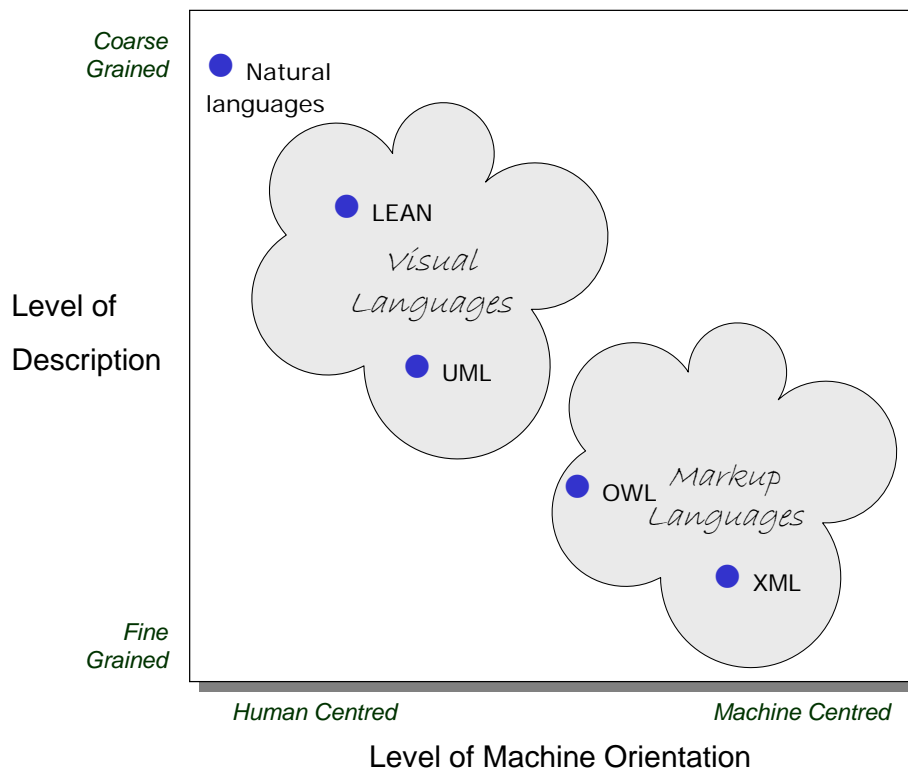 Coarse
Grained
Natural
languages
LEAN
Visual
Languages
Level of
Description
UML
Markup
OWL
Languages
XML
Fine
Grained
Human Centred
Machine Centred
Level of Machine Orientation